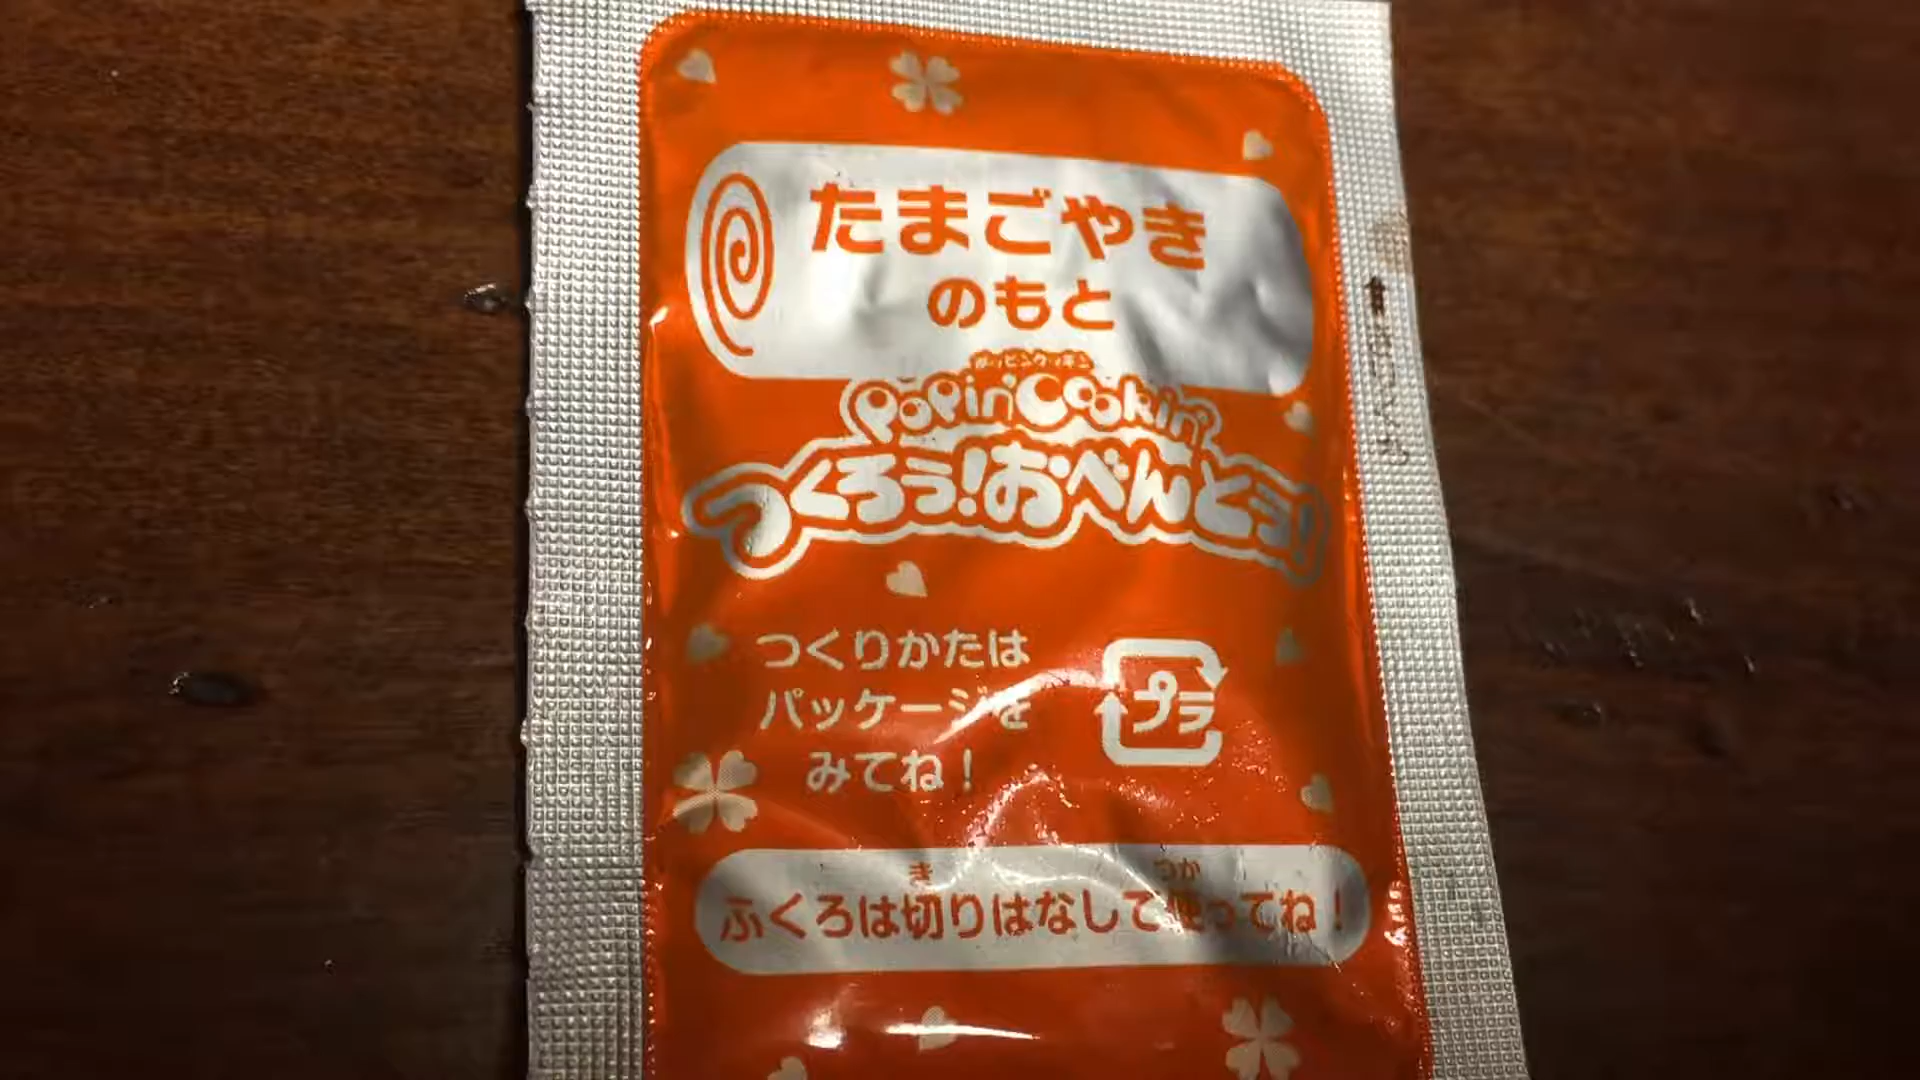 たまごやき
のもと
ポッピンクッキン
Popin'Cookin'
つくろう!おべんとう!
つくりかたは
パッケージを
みてね!
プラ
き つか
ふくろは切りはなして使ってね!